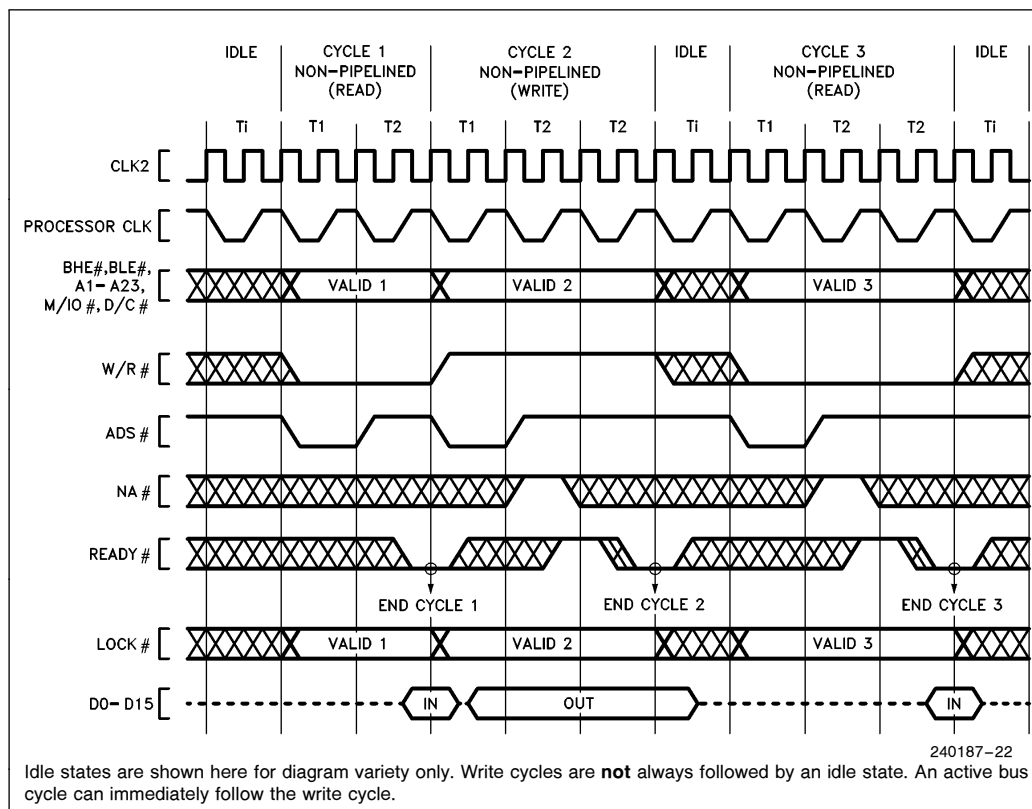 IDLE CYCLE 1 CYCLE 2 IDLE CYCLE 3 IDLE
NON-PIPELINED NON-PIPELINED NON-PIPELINED
(READ) (WRITE) (READ)
Ti T1 T2 T1 T2 T2 Ti T1 T2 T2 Ti
CLK2
PROCESSOR CLK
BHE#,BLE#,
A1-A23,
M/IO#,D/C#
VALID 1 VALID 2 VALID 3
W/R#
ADS#
NA#
READY#
END CYCLE 1 END CYCLE 2 END CYCLE 3
LOCK# VALID 1 VALID 2 VALID 3
D0-D15 IN OUT IN
240187-22
Idle states are shown here for diagram variety only. Write cycles are not always followed by an idle state. An active bus
cycle can immediately follow the write cycle.